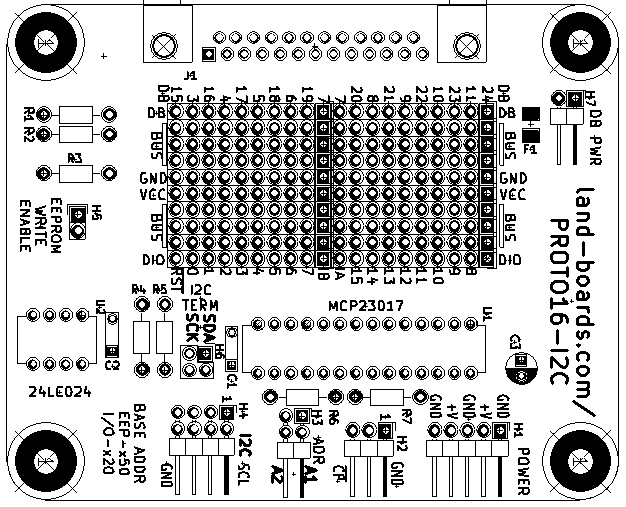 J1
DB
15
3
16
4
17
5
18
6
19
7
7
20
8
21
9
22
10
23
11
24
DB
DB
DB
BUS
BUS
GND
GND
VCC
VCC
BUS
BUS
DIO
DIO
RST
0
1
2
3
4
5
6
7
15
14
13
12
11
10
9
8
H7
DB PWR
F1
R1
R2
R3
H5
EEPROM
WRITE
ENABLE
land-boards.com/
PROTO16-I2C
R4 R5
I2C
TERM
SDA
SCK
H6
MCP23017
U1
C1
C2
C3
24LE024
BASE ADDR
EEP-x50
I/O-x20
1
H4
I2C
SCL
GND
H3
ADR
A1
A2
R6
R7
1
H2
GND
GND
+V
GND
+V
GND
H1
POWER